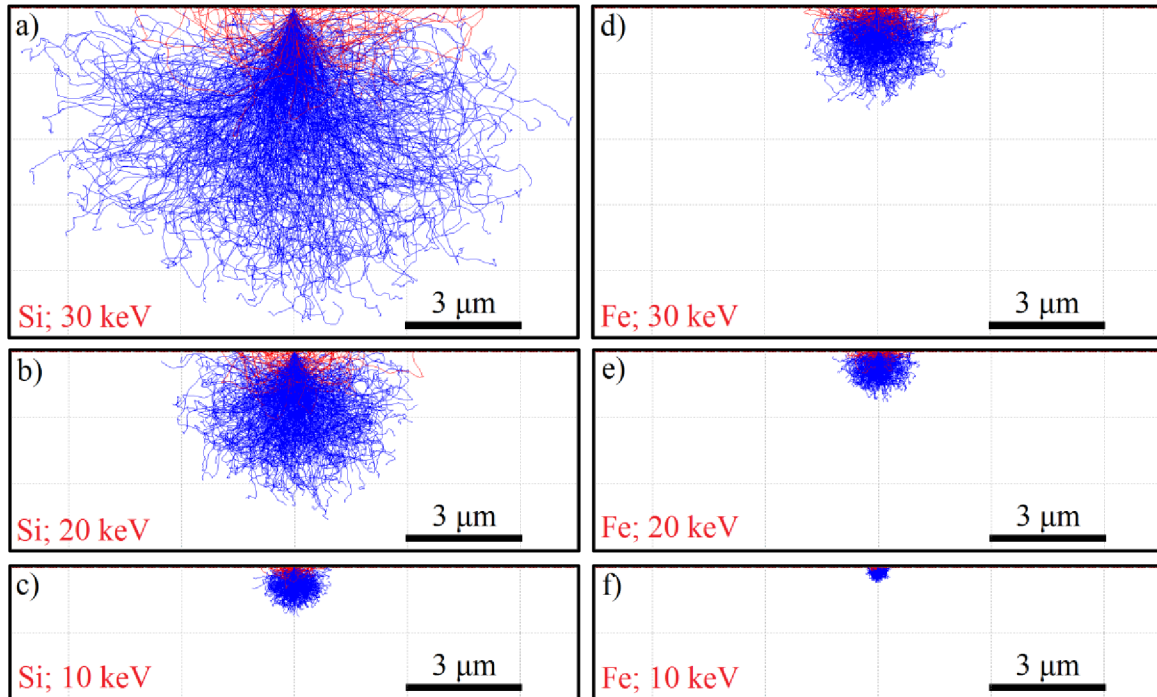 a)
Si; 30 keV
3 μm
d)
Fe; 30 keV
3 μm
b)
Si; 20 keV
3 μm
e)
Fe; 20 keV
3 μm
c)
Si; 10 keV
3 μm
f)
Fe; 10 keV
3 μm